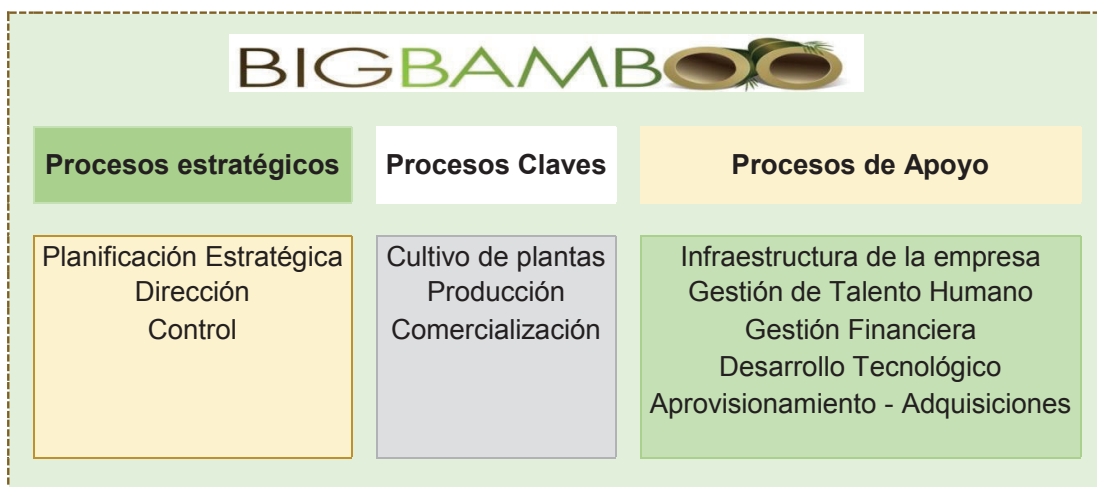 BIGBAMBOO
Procesos estratégicos
Planificación Estratégica
Dirección
Control
Procesos Claves
Cultivo de plantas
Producción
Comercialización
Procesos de Apoyo
Infraestructura de la empresa
Gestión de Talento Humano
Gestión Financiera
Desarrollo Tecnológico
Aprovisionamiento - Adquisiciones